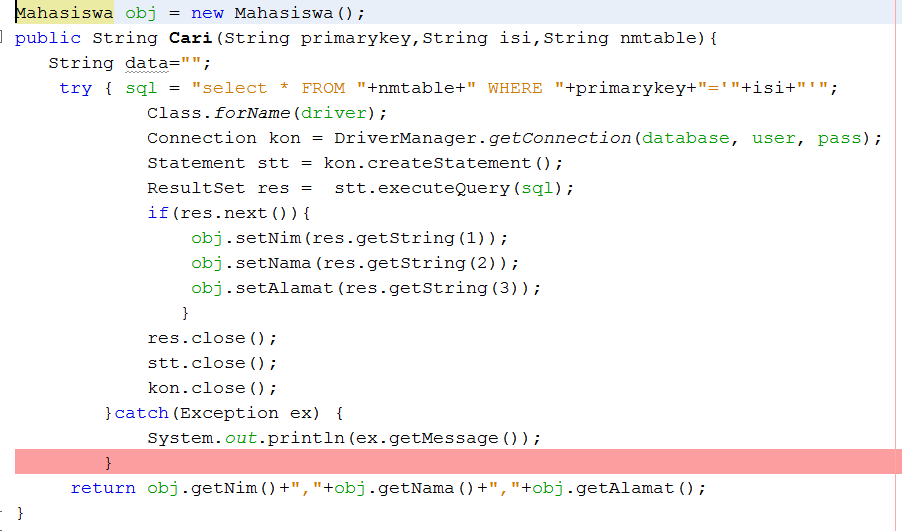 Mahasiswa obj = new Mahasiswa();
public String Cari(String primarykey,String isi,String nmtable){
String data="";
try { sql = "select * FROM "+nmtable+" WHERE "+primarykey+"='"+isi+"'";
Class.forName(driver);
Connection kon = DriverManager.getConnection(database, user, pass);
Statement stt = kon.createStatement();
ResultSet res =  stt.executeQuery(sql);
if(res.next()){
obj.setNim(res.getString(1));
obj.setNama(res.getString(2));
obj.setAlamat(res.getString(3));
}
res.close();
stt.close();
kon.close();
}catch(Exception ex) {
System.out.println(ex.getMessage());
}
return obj.getNim()+","+obj.getNama()+","+obj.getAlamat();
}